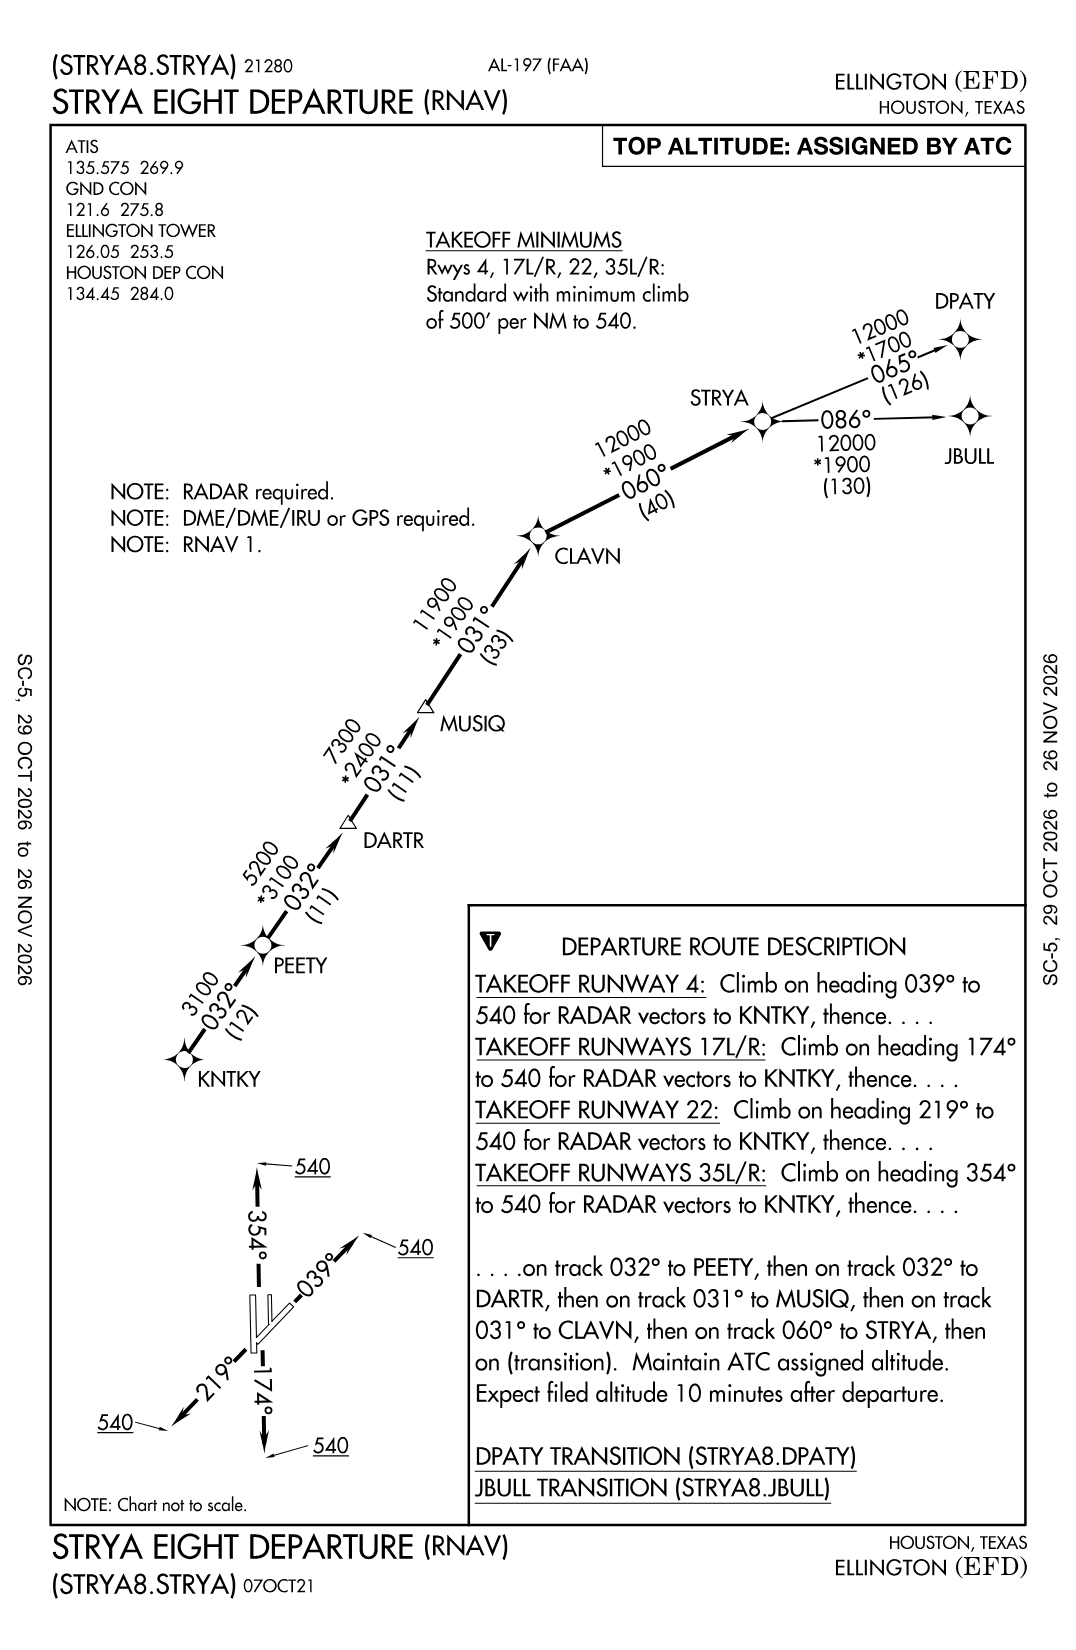 (STRYA8.STRYA) 21280
AL-197 (FAA)
ELLINGTON (EFD)
STRYA EIGHT DEPARTURE (RNAV)
HOUSTON, TEXAS
ATIS
135.575 269.9
GND CON
121.6 275.8
ELLINGTON TOWER
126.05 253.5
HOUSTON DEP CON
134.45 284.0
TOP ALTITUDE: ASSIGNED BY ATC
TAKEOFF MINIMUMS
Rwys 4, 17L/R, 22, 35L/R:
Standard with minimum climb
of 500' per NM to 540.
DPATY
12000
*1700
065°
(126)
STRYA
086°
12000
*1900
(130)
JBULL
12000
*1900
060°
(40)
NOTE: RADAR required.
NOTE: DME/DME/IRU or GPS required.
NOTE: RNAV 1.
CLAVN
11900
*1900
031°
(33)
MUSIQ
7300
*2400
031°
(11)
DARTR
5200
*3100
032°
(11)
PEETY
3100
032°
(12)
KNTKY
SC-5, 29 OCT 2026 to 26 NOV 2026
SC-5, 29 OCT 2026 to 26 NOV 2026
540
354°
540
039°
219°
174°
540
540
NOTE: Chart not to scale.
T
DEPARTURE ROUTE DESCRIPTION
TAKEOFF RUNWAY 4: Climb on heading 039° to
540 for RADAR vectors to KNTKY, thence. . . .
TAKEOFF RUNWAYS 17L/R: Climb on heading 174°
to 540 for RADAR vectors to KNTKY, thence. . . .
TAKEOFF RUNWAY 22: Climb on heading 219° to
540 for RADAR vectors to KNTKY, thence. . . .
TAKEOFF RUNWAYS 35L/R: Climb on heading 354°
to 540 for RADAR vectors to KNTKY, thence. . . .
. . . .on track 032° to PEETY, then on track 032° to
DARTR, then on track 031° to MUSIQ, then on track
031° to CLAVN, then on track 060° to STRYA, then
on (transition). Maintain ATC assigned altitude.
Expect filed altitude 10 minutes after departure.
DPATY TRANSITION (STRYA8.DPATY)
JBULL TRANSITION (STRYA8.JBULL)
STRYA EIGHT DEPARTURE (RNAV)
HOUSTON, TEXAS
ELLINGTON (EFD)
(STRYA8.STRYA) 07OCT21